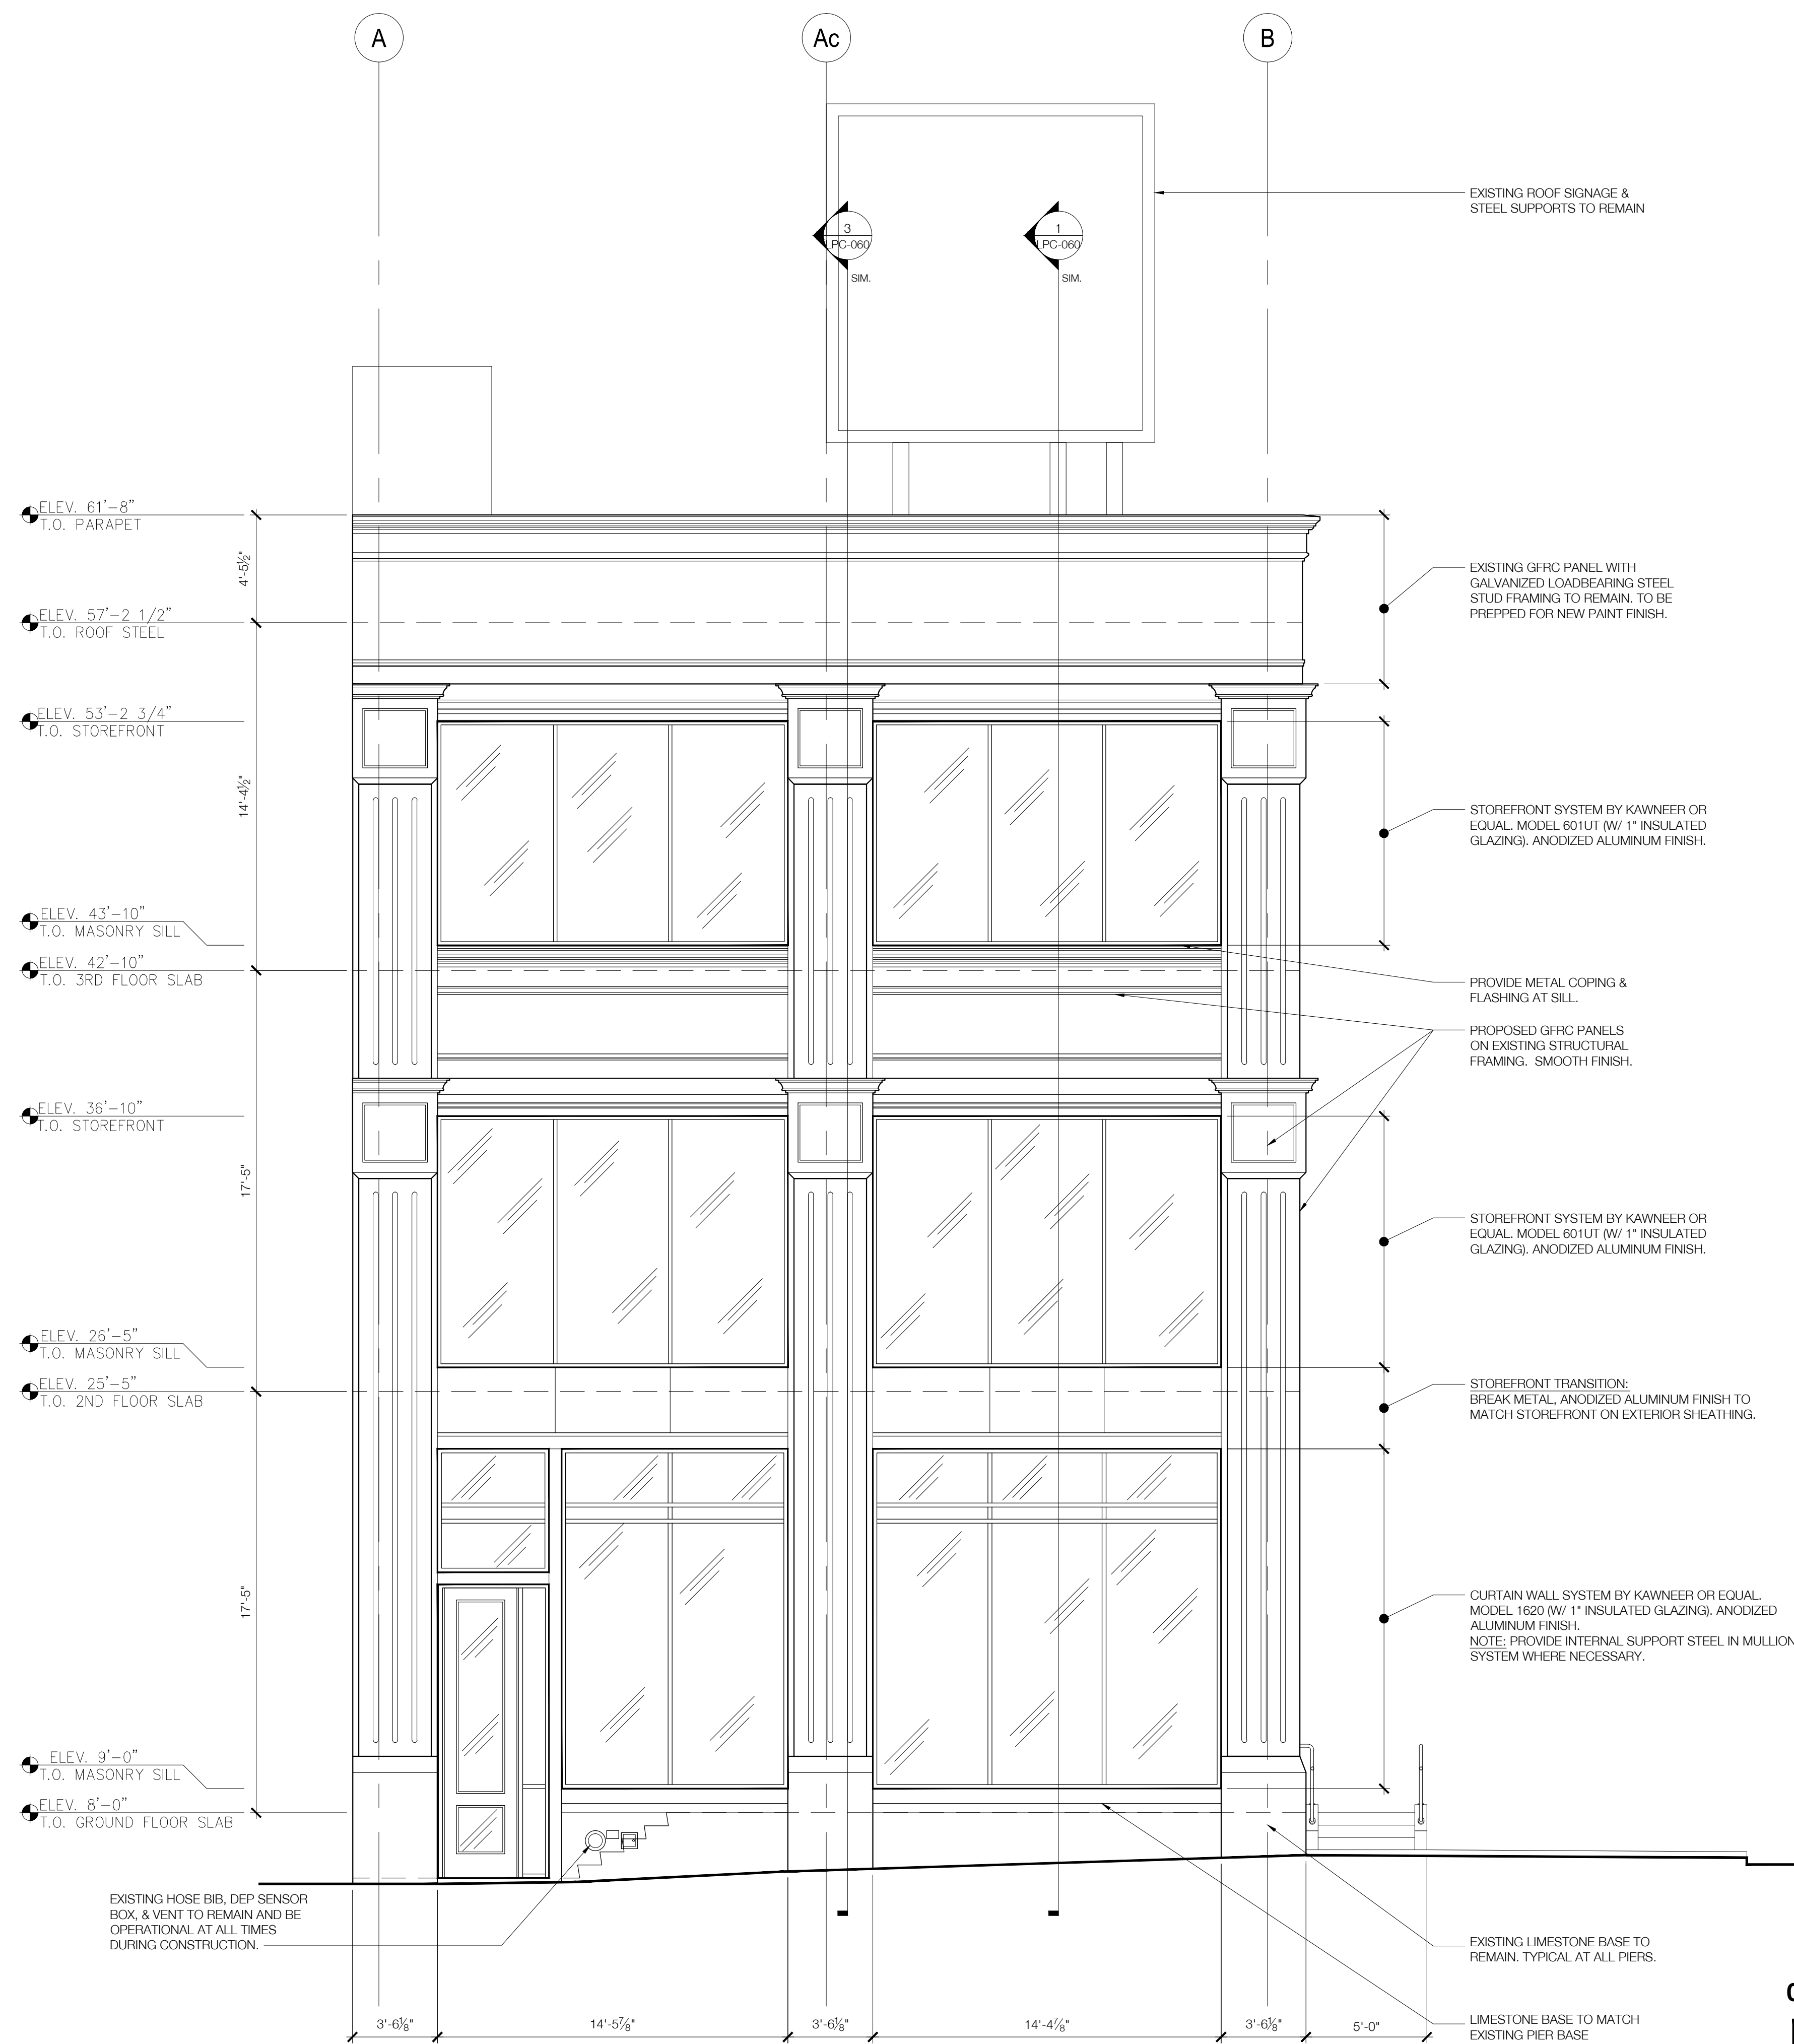 A
Ac
B
EXISTING ROOF SIGNAGE &
STEEL SUPPORTS TO REMAIN
3
LPC-060
SIM.
1
LPC-060
SIM.
ELEV. 61'-8"
T.O. PARAPET
4'-5½"
EXISTING GFRC PANEL WITH
GALVANIZED LOADBEARING STEEL
STUD FRAMING TO REMAIN. TO BE
PREPPED FOR NEW PAINT FINISH.
ELEV. 57'-2 1/2"
T.O. ROOF STEEL
ELEV. 53'-2 3/4"
T.O. STOREFRONT
14'-4½"
STOREFRONT SYSTEM BY KAWNEER OR
EQUAL. MODEL 601UT (W/ 1" INSULATED
GLAZING). ANODIZED ALUMINUM FINISH.
ELEV. 43'-10"
T.O. MASONRY SILL
ELEV. 42'-10"
T.O. 3RD FLOOR SLAB
PROVIDE METAL COPING &
FLASHING AT SILL.
PROPOSED GFRC PANELS
ON EXISTING STRUCTURAL
FRAMING. SMOOTH FINISH.
ELEV. 36'-10"
T.O. STOREFRONT
17'-5"
STOREFRONT SYSTEM BY KAWNEER OR
EQUAL. MODEL 601UT (W/ 1" INSULATED
GLAZING). ANODIZED ALUMINUM FINISH.
ELEV. 26'-5"
T.O. MASONRY SILL
ELEV. 25'-5"
T.O. 2ND FLOOR SLAB
STOREFRONT TRANSITION:
BREAK METAL, ANODIZED ALUMINUM FINISH TO
MATCH STOREFRONT ON EXTERIOR SHEATHING.
17'-5"
CURTAIN WALL SYSTEM BY KAWNEER OR EQUAL.
MODEL 1620 (W/ 1" INSULATED GLAZING). ANODIZED
ALUMINUM FINISH.
NOTE: PROVIDE INTERNAL SUPPORT STEEL IN MULLION
SYSTEM WHERE NECESSARY.
ELEV. 9'-0"
T.O. MASONRY SILL
ELEV. 8'-0"
T.O. GROUND FLOOR SLAB
EXISTING HOSE BIB, DEP SENSOR
BOX, & VENT TO REMAIN AND BE
OPERATIONAL AT ALL TIMES
DURING CONSTRUCTION.
EXISTING LIMESTONE BASE TO
REMAIN. TYPICAL AT ALL PIERS.
LIMESTONE BASE TO MATCH
EXISTING PIER BASE
3'-6⅛"
14'-5⅞"
3'-6⅛"
14'-4⅞"
3'-6⅛"
5'-0"